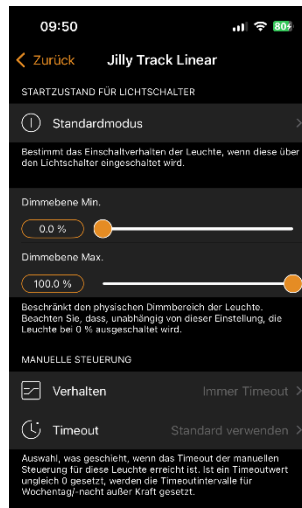 09:50
80
Zurück
Jilly Track Linear
STARTZUSTAND FÜR LICHTSCHALTER
Standardmodus
Bestimmt das Einschaltverhalten der Leuchte, wenn diese über
den Lichtschalter eingeschaltet wird.
Dimmebene Min.
0.0 %
Dimmebene Max.
100.0 %
Beschränkt den physischen Dimmbereich der Leuchte.
Beachten Sie, dass, unabhängig von dieser Einstellung, die
Leuchte bei 0 % ausgeschaltet wird.
MANUELLE STEUERUNG
Verhalten
Immer Timeout
Timeout
Standard verwenden
Auswahl, was geschieht, wenn das Timeout der manuellen
Steuerung für diese Leuchte erreicht ist. Ist ein Timeoutwert
ungleich 0 gesetzt, werden die Timeoutintervalle für
Wochentag/-nacht außer Kraft gesetzt.